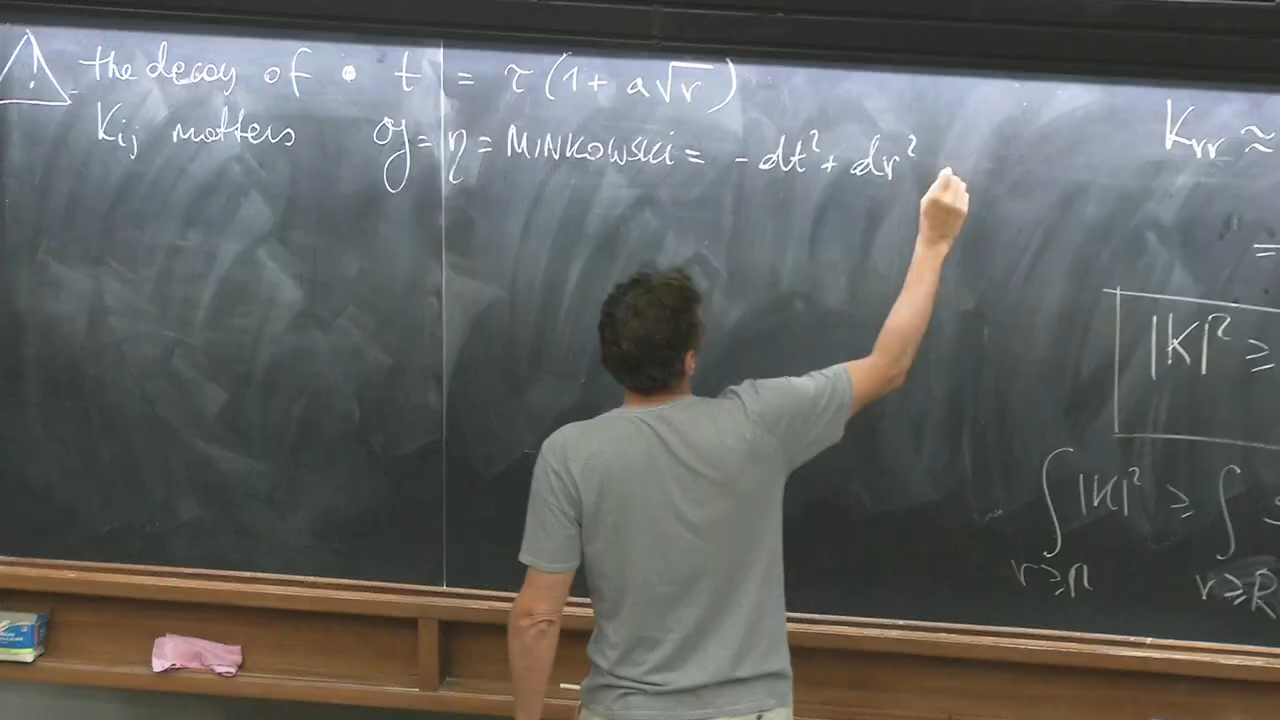 ⚠ the decay of • t = τ(1 + a√r)
Kij matters g = η = MINKOWSKI = -dt² + dr²
Krr ≈
=
|K|² ≥
∫ |K|² ≥ ∫
r≥R r≥R